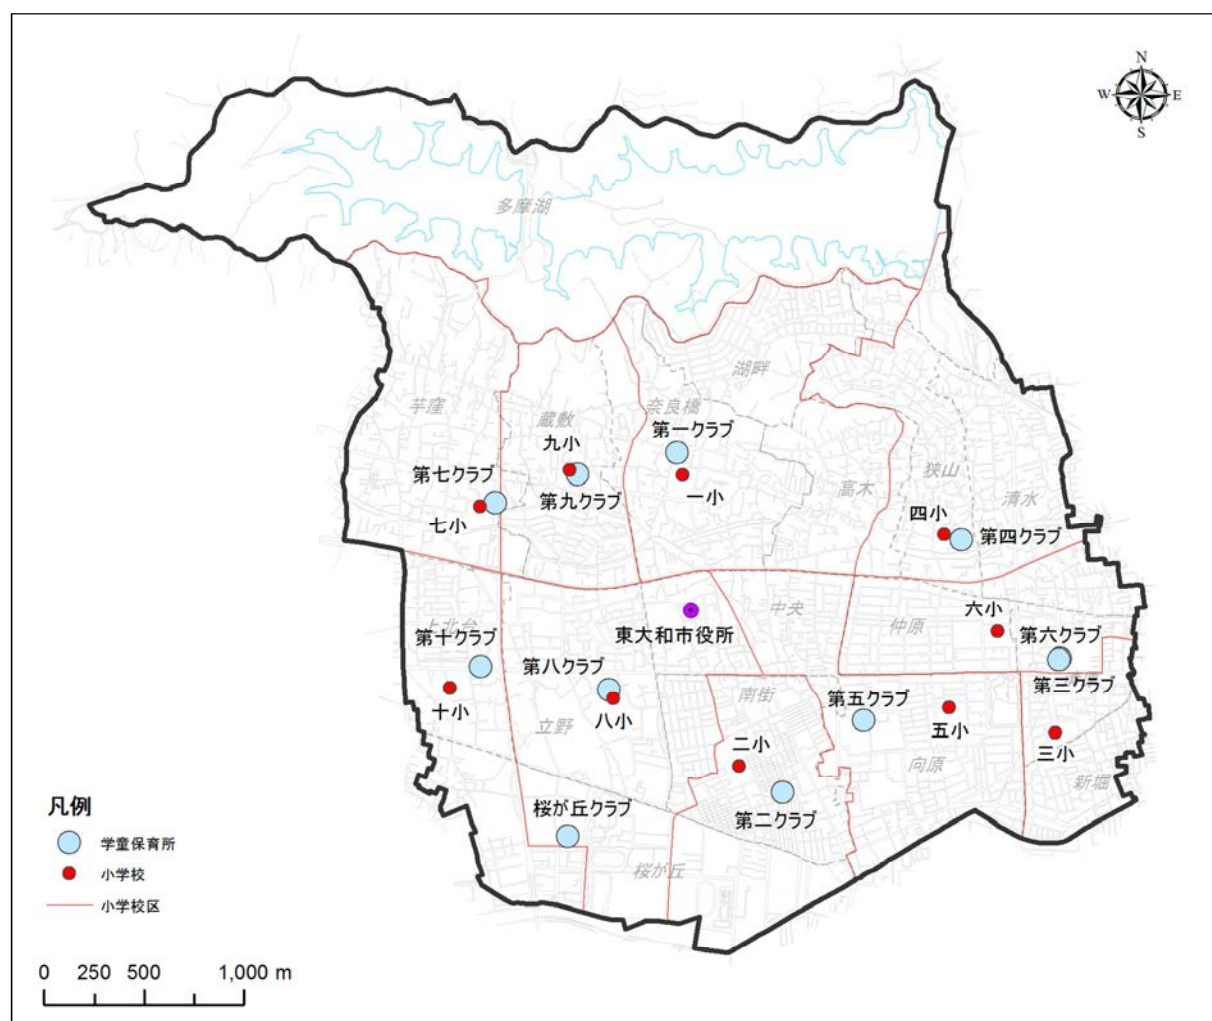 N
W
E
S
多摩湖
湖畔
芋窪
蔵敷
奈良橋
九小
第一クラブ
狭山
第七クラブ
第九クラブ
一小
高木
清水
七小
四小
第四クラブ
東大和市役所
中央
仲原
六小
上北台
第十クラブ
第六クラブ
第八クラブ
第三クラブ
十小
八小
南街
第五クラブ
立野
五小
二小
三小
向原
新堀
凡例
桜が丘クラブ
第二クラブ
学童保育所
小学校
桜が丘
小学校区
0 250 500 1,000 m